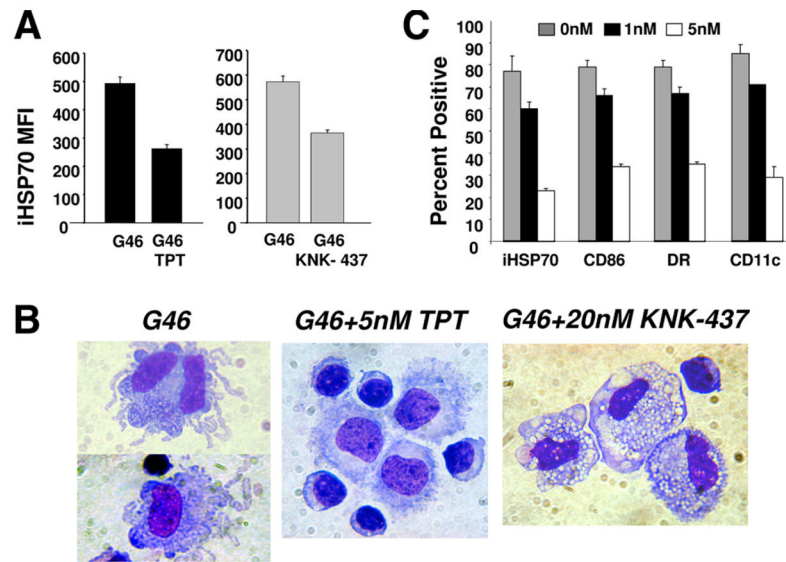 A
iHSP70 MFI
600
500
400
300
200
100
0
G46
G46
TPT
700
600
500
400
300
200
100
0
G46
G46
KNK- 437
C
0nM 1nM 5nM
Percent Positive
100
80
70
60
50
40
30
20
10
0
iHSP70 CD86 DR CD11c
B
G46
G46+5nM TPT
G46+20nM KNK-437